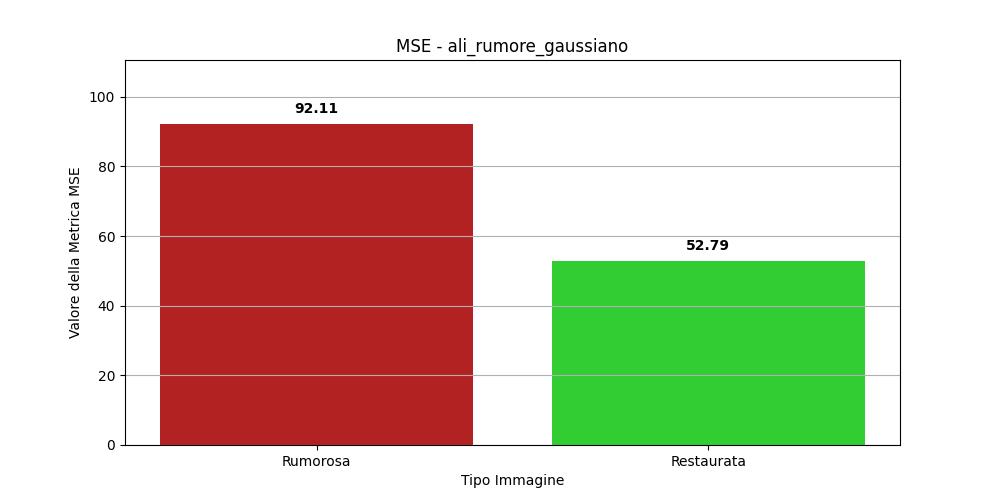 MSE - ali_rumore_gaussiano
Valore della Metrica MSE
100
80
60
40
20
0
92.11
52.79
Rumorosa
Restaurata
Tipo Immagine